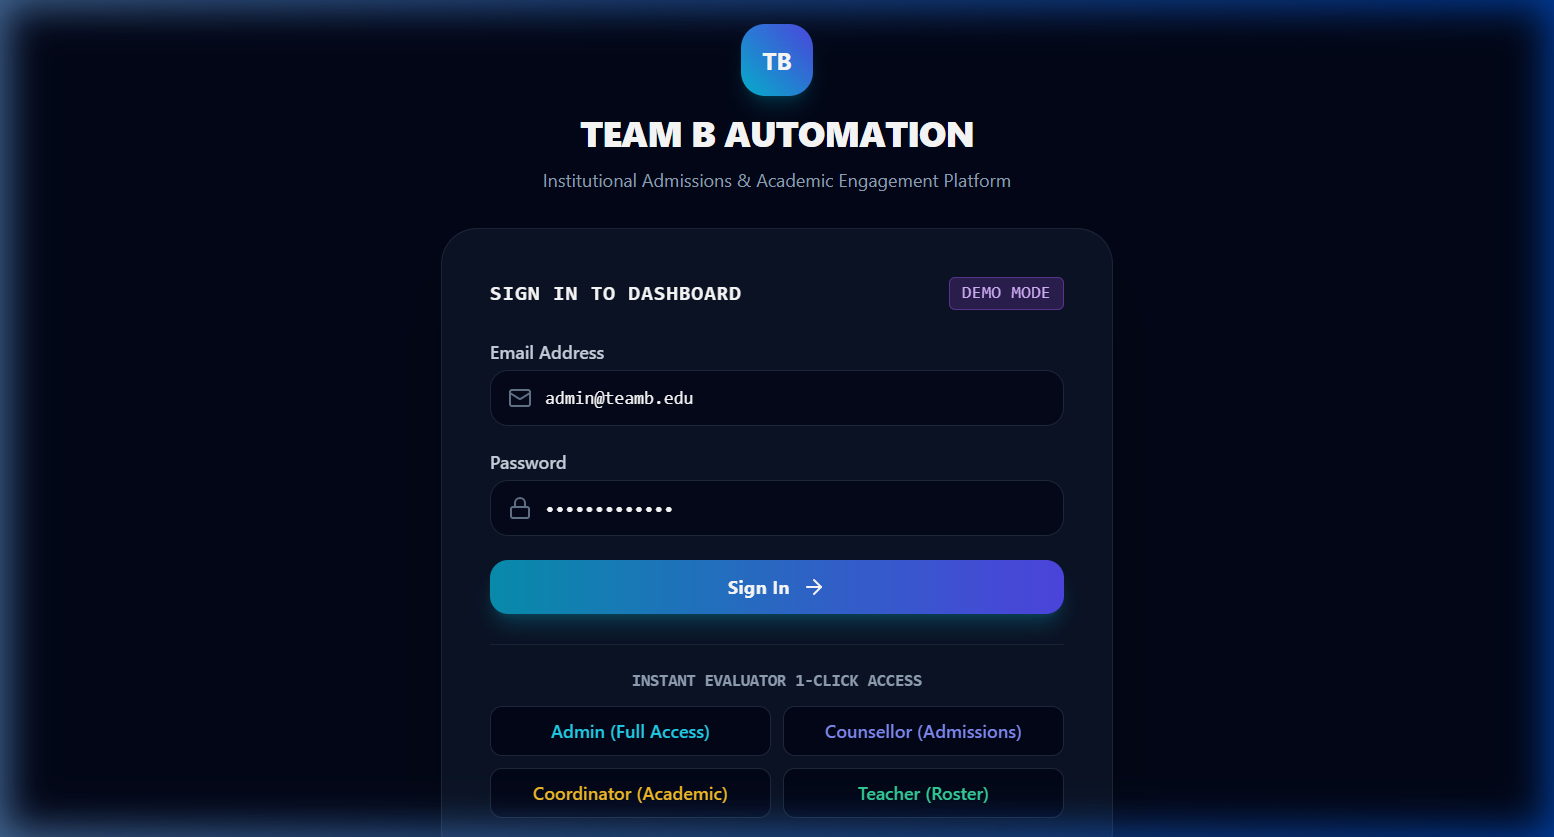 TB
TEAM B AUTOMATION
Institutional Admissions & Academic Engagement Platform
SIGN IN TO DASHBOARD
DEMO MODE
Email Address
admin@teamb.edu
Password
•••••••••••••
Sign In →
INSTANT EVALUATOR 1-CLICK ACCESS
Admin (Full Access)
Counsellor (Admissions)
Coordinator (Academic)
Teacher (Roster)